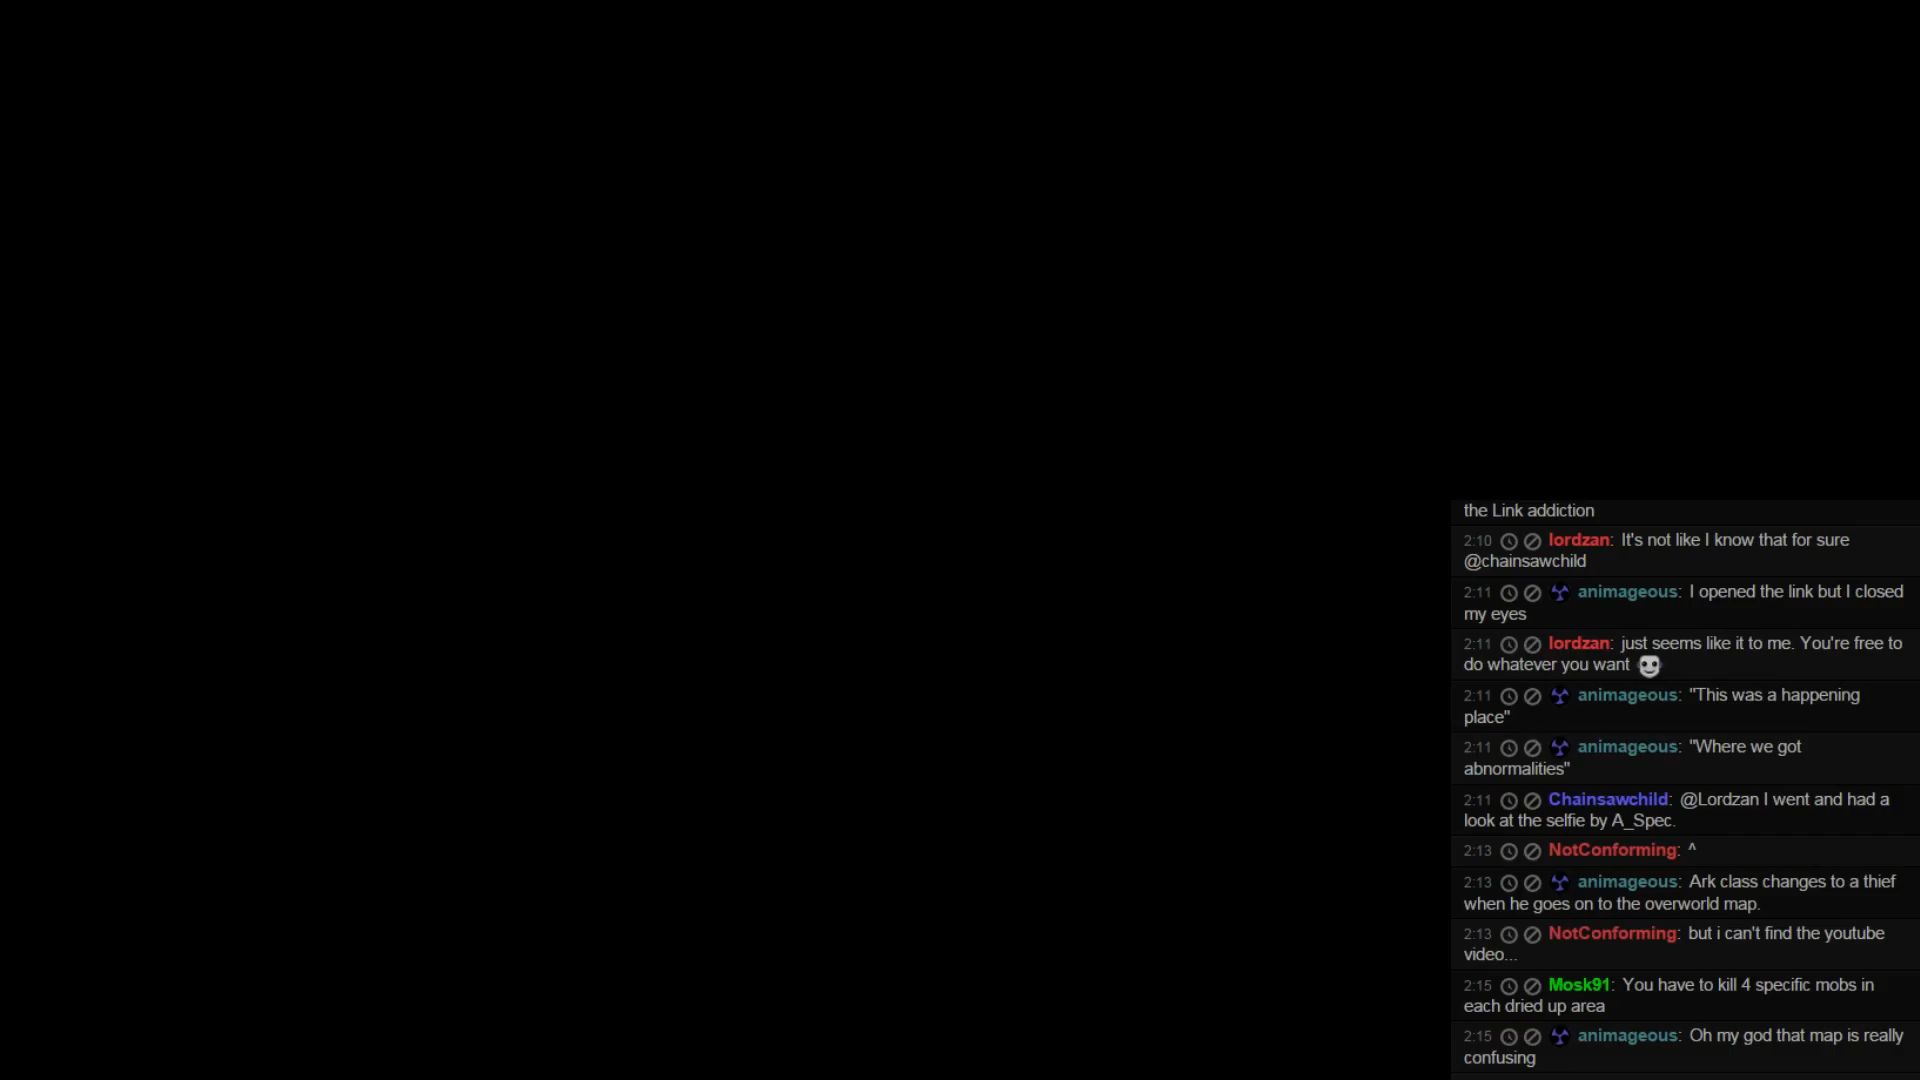 the Link addiction
2:10 lordzan: It's not like I know that for sure
@chainsawchild
2:11 animageous: I opened the link but I closed
my eyes
2:11 lordzan: just seems like it to me. You're free to
do whatever you want
2:11 animageous: "This was a happening
place"
2:11 animageous: "Where we got
abnormalities"
2:11 Chainsawchild: @Lordzan I went and had a
look at the selfie by A_Spec.
2:13 NotConforming: ^
2:13 animageous: Ark class changes to a thief
when he goes on to the overworld map.
2:13 NotConforming: but i can't find the youtube
video...
2:15 Mosk91: You have to kill 4 specific mobs in
each dried up area
2:15 animageous: Oh my god that map is really
confusing